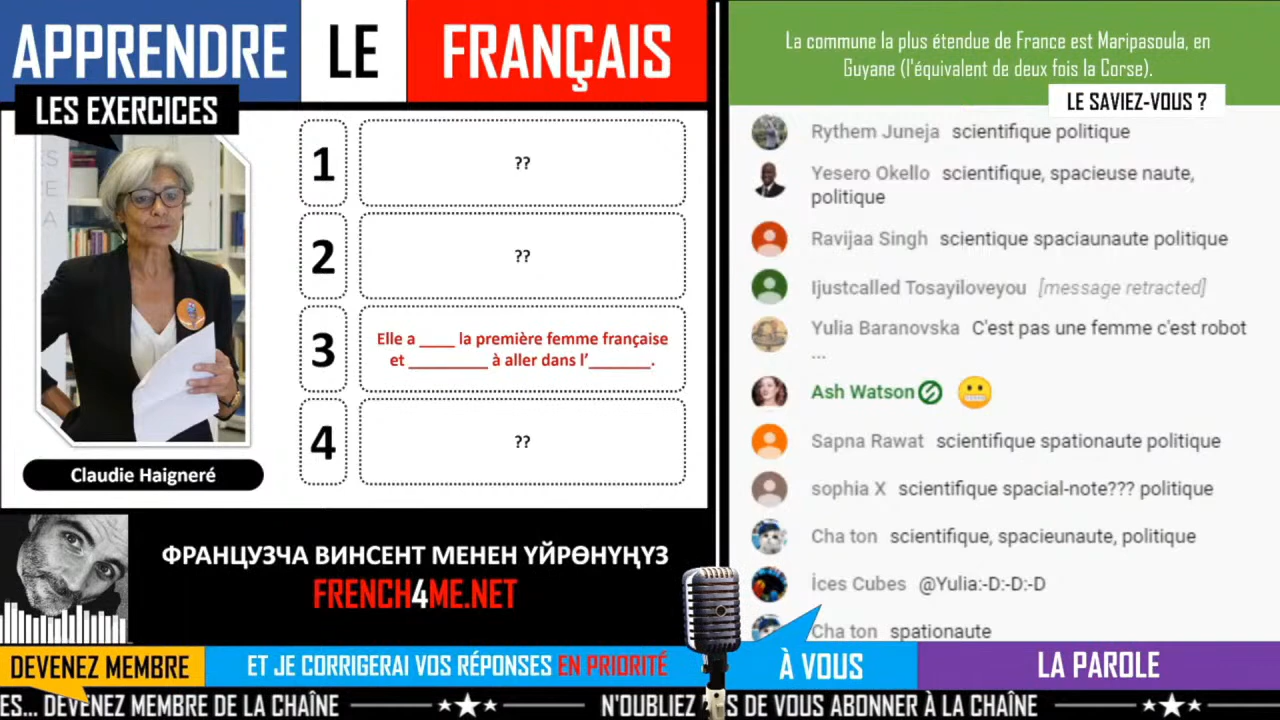 APPRENDRE LE FRANÇAIS
LES EXERCICES
1 ??
2 ??
3 Elle a ____ la première femme française
et _________ à aller dans l’_______.
4 ??
Claudie Haigneré
ФРАНЦУЗЧА ВИНСЕНТ МЕНЕН ҮЙРӨНҮҢҮЗ
FRENCH4ME.NET
La commune la plus étendue de France est Maripasoula, en
Guyane (l'équivalent de deux fois la Corse).
LE SAVIEZ-VOUS ?
Rythem Juneja scientifique politique
Yesero Okello scientifique, spacieuse naute,
politique
Ravijaa Singh scientique spaciaunaute politique
Ijustcalled Tosayiloveyou [message retracted]
Yulia Baranovska C'est pas une femme c'est robot
...
Ash Watson
Sapna Rawat scientifique spationaute politique
sophia X scientifique spacial-note??? politique
Cha ton scientifique, spacieunaute, politique
İces Cubes @Yulia:-D:-D:-D
Cha ton spationaute
DEVENEZ MEMBRE ET JE CORRIGERAI VOS RÉPONSES EN PRIORITÉ À VOUS LA PAROLE
ES... DEVENEZ MEMBRE DE LA CHAÎNE N'OUBLIEZ S DE VOUS ABONNER À LA CHAÎNE